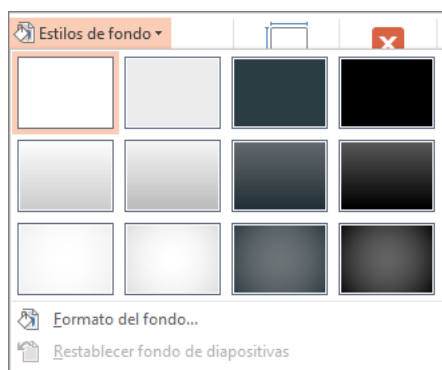 Estilos de fondo
Formato del fondo...
Restablecer fondo de diapositivas